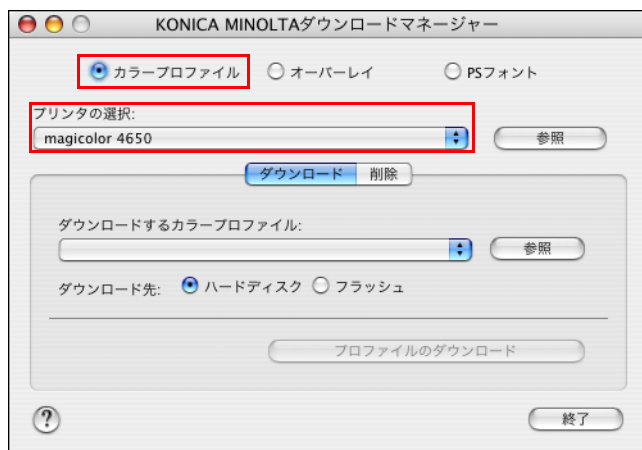 KONICA MINOLTAダウンロードマネージャー
カラープロファイル オーバーレイ PSフォント
プリンタの選択:
magicolor 4650 参照
ダウンロード 削除
ダウンロードするカラープロファイル:
参照
ダウンロード先: ハードディスク フラッシュ
プロファイルのダウンロード
? 終了